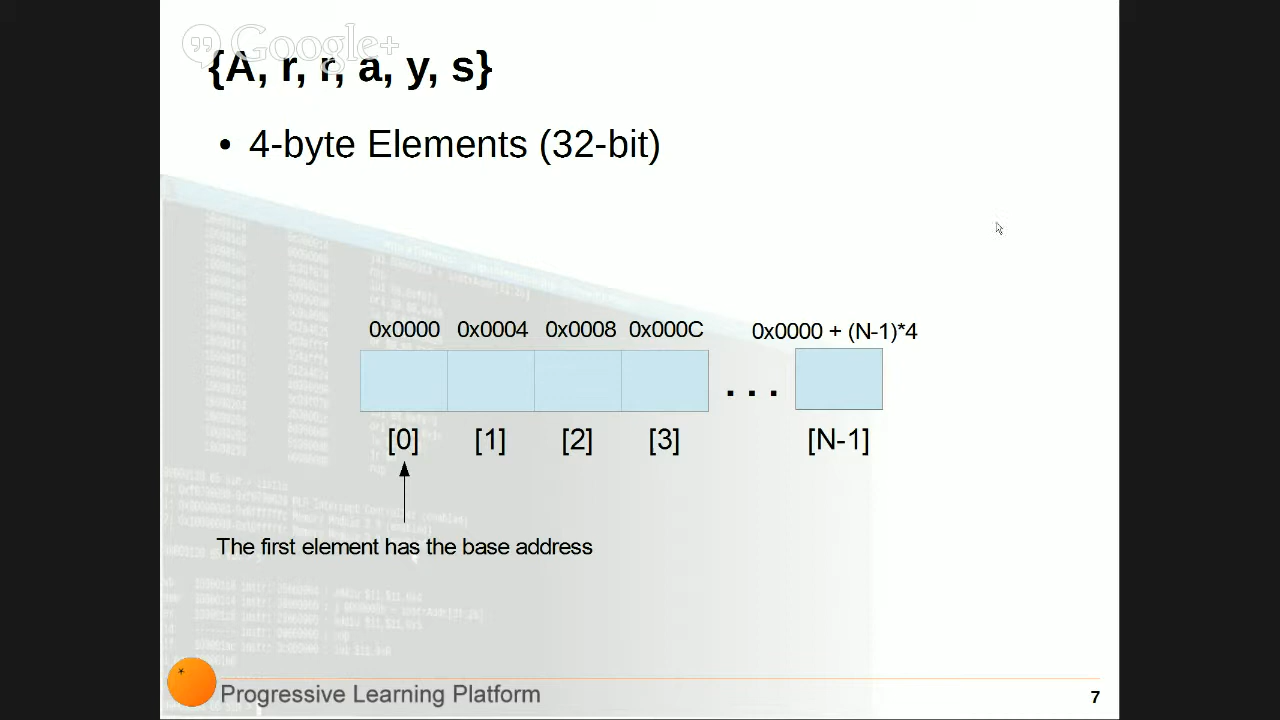 Google+
{A, r, r, a, y, s}
• 4-byte Elements (32-bit)
0x0000 0x0004 0x0008 0x000C 0x0000 + (N-1)*4
. . .
[0] [1] [2] [3] [N-1]
The first element has the base address
* Progressive Learning Platform
7